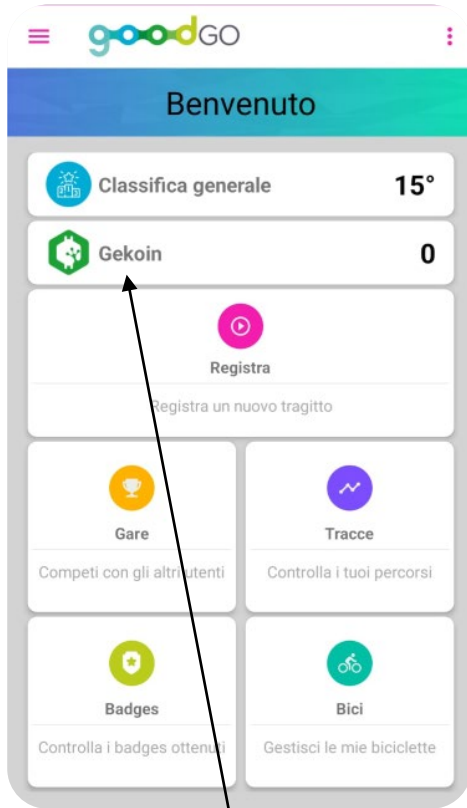 goodGO
Benvenuto
Classifica generale 15°
Gekoin 0
Registra
Registra un nuovo tragitto
Gare
Competi con gli altri utenti
Tracce
Controlla i tuoi percorsi
Badges
Controlla i badges ottenuti
Bici
Gestisci le mie biciclette